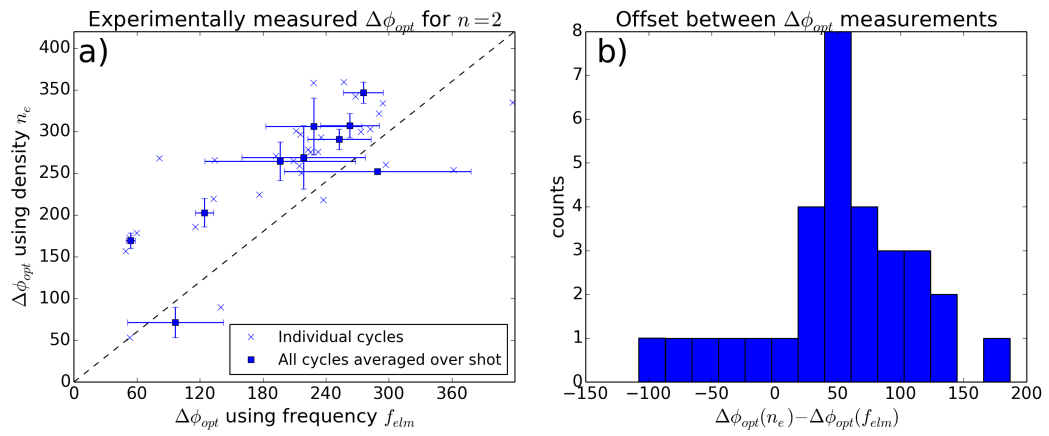 Experimentally measured Δϕ_opt for n=2
a)
Δϕ_opt using density n_e
400
350
300
250
200
150
100
50
0
Individual cycles
All cycles averaged over shot
0 60 120 180 240 300 360
Δϕ_opt using frequency f_elm
Offset between Δϕ_opt measurements
b)
counts
8
7
6
5
4
3
2
1
0
−150 −100 −50 0 50 100 150 200
Δϕ_opt(n_e)−Δϕ_opt(f_elm)